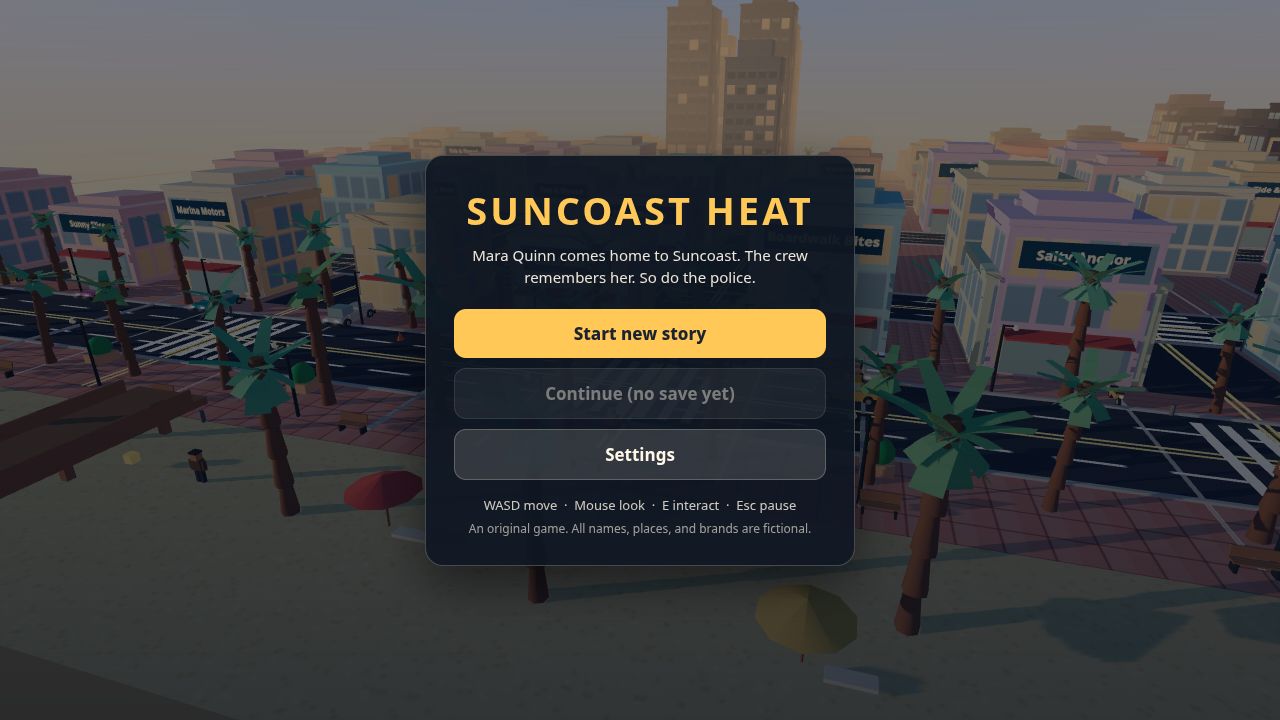 SUNCOAST HEAT
Mara Quinn comes home to Suncoast. The crew
remembers her. So do the police.
Start new story
Continue (no save yet)
Settings
WASD move · Mouse look · E interact · Esc pause
An original game. All names, places, and brands are fictional.
Marina Motors
Sunny Bites
Boardwalk Bites
Salty Anchor